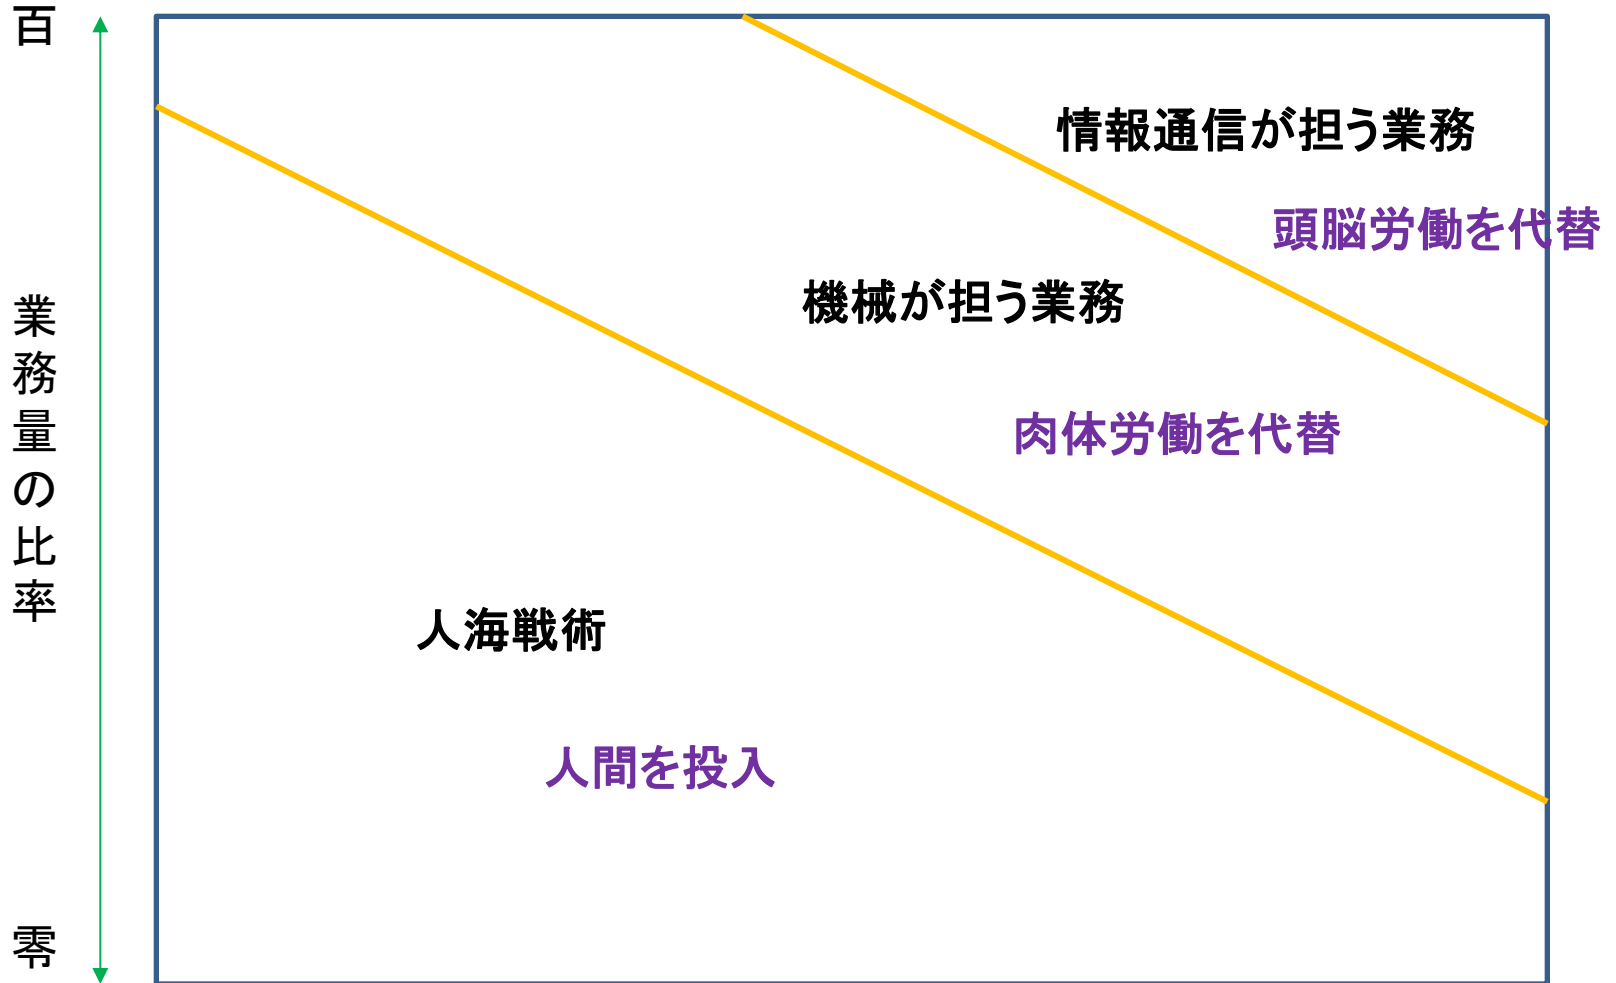 百
業務量の比率
零
情報通信が担う業務
頭脳労働を代替
機械が担う業務
肉体労働を代替
人海戦術
人間を投入